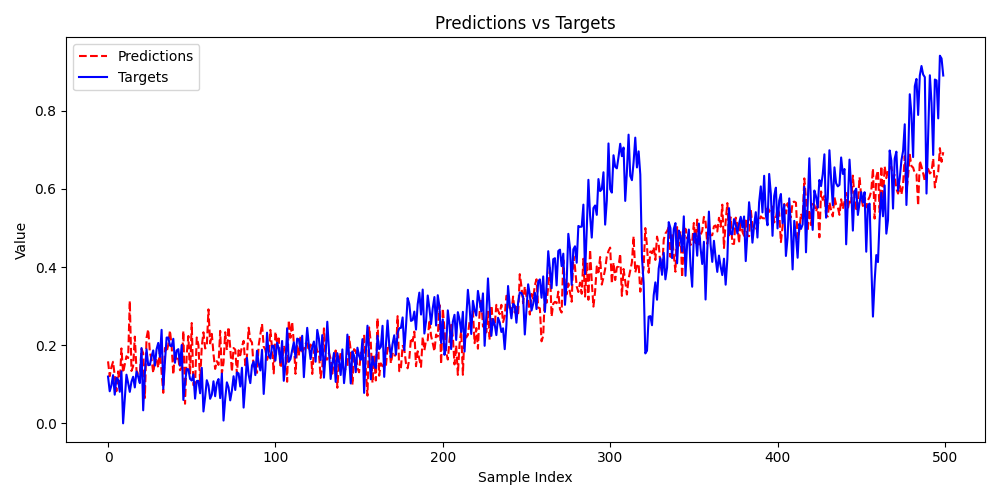 Predictions vs Targets
Predictions
Targets
Value
0.8
0.6
0.4
0.2
0.0
0 100 200 300 400 500
Sample Index